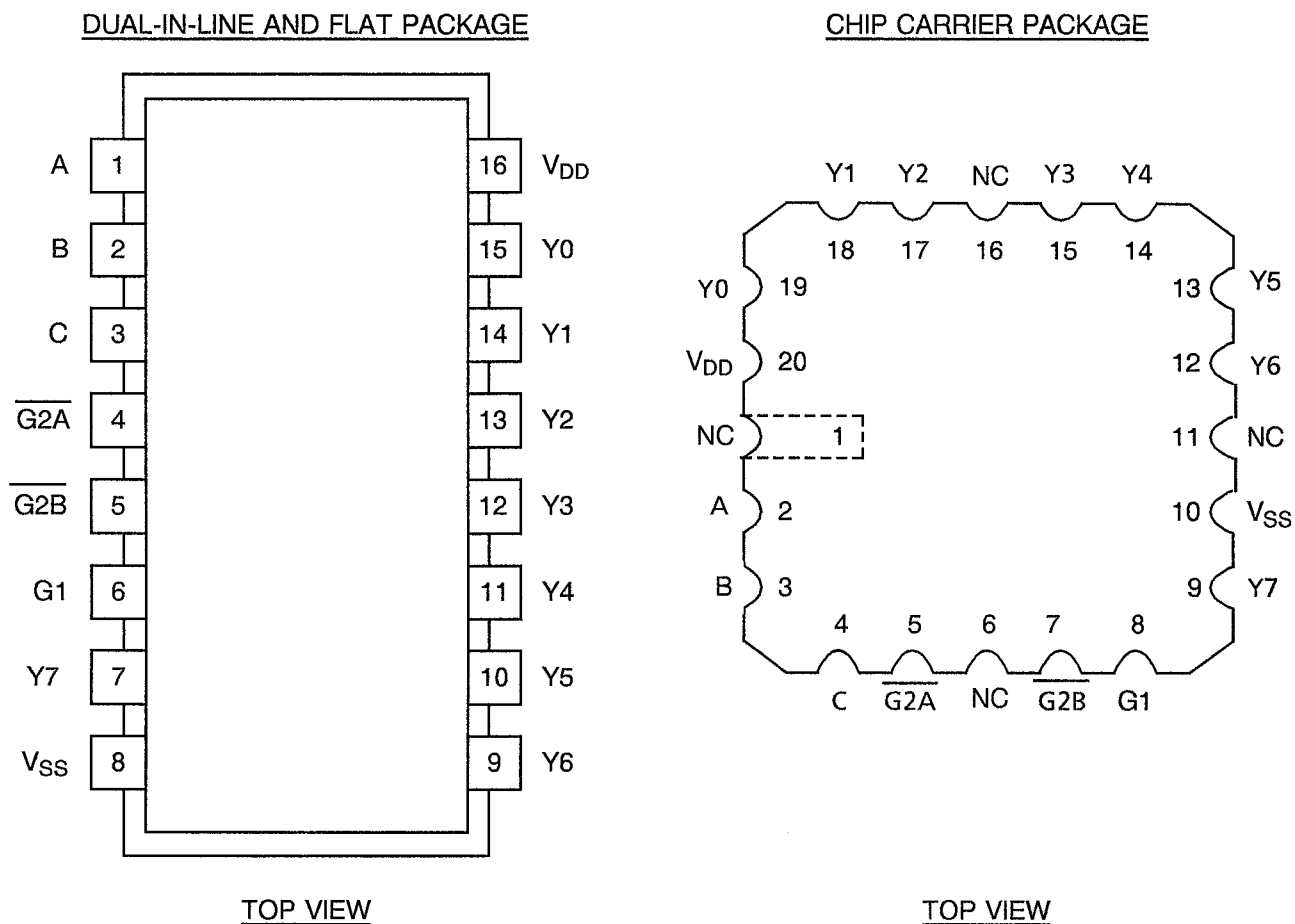 DUAL-IN-LINE AND FLAT PACKAGE
A 1 16 VDD
B 2 15 Y0
C 3 14 Y1
G2A 4 13 Y2
G2B 5 12 Y3
G1 6 11 Y4
Y7 7 10 Y5
VSS 8 9 Y6
TOP VIEW
CHIP CARRIER PACKAGE
Y1 Y2 NC Y3 Y4
18 17 16 15 14
Y0 19 13 Y5
VDD 20 12 Y6
NC 1 11 NC
A 2 10 VSS
B 3 9 Y7
4 5 6 7 8
C G2A NC G2B G1
TOP VIEW